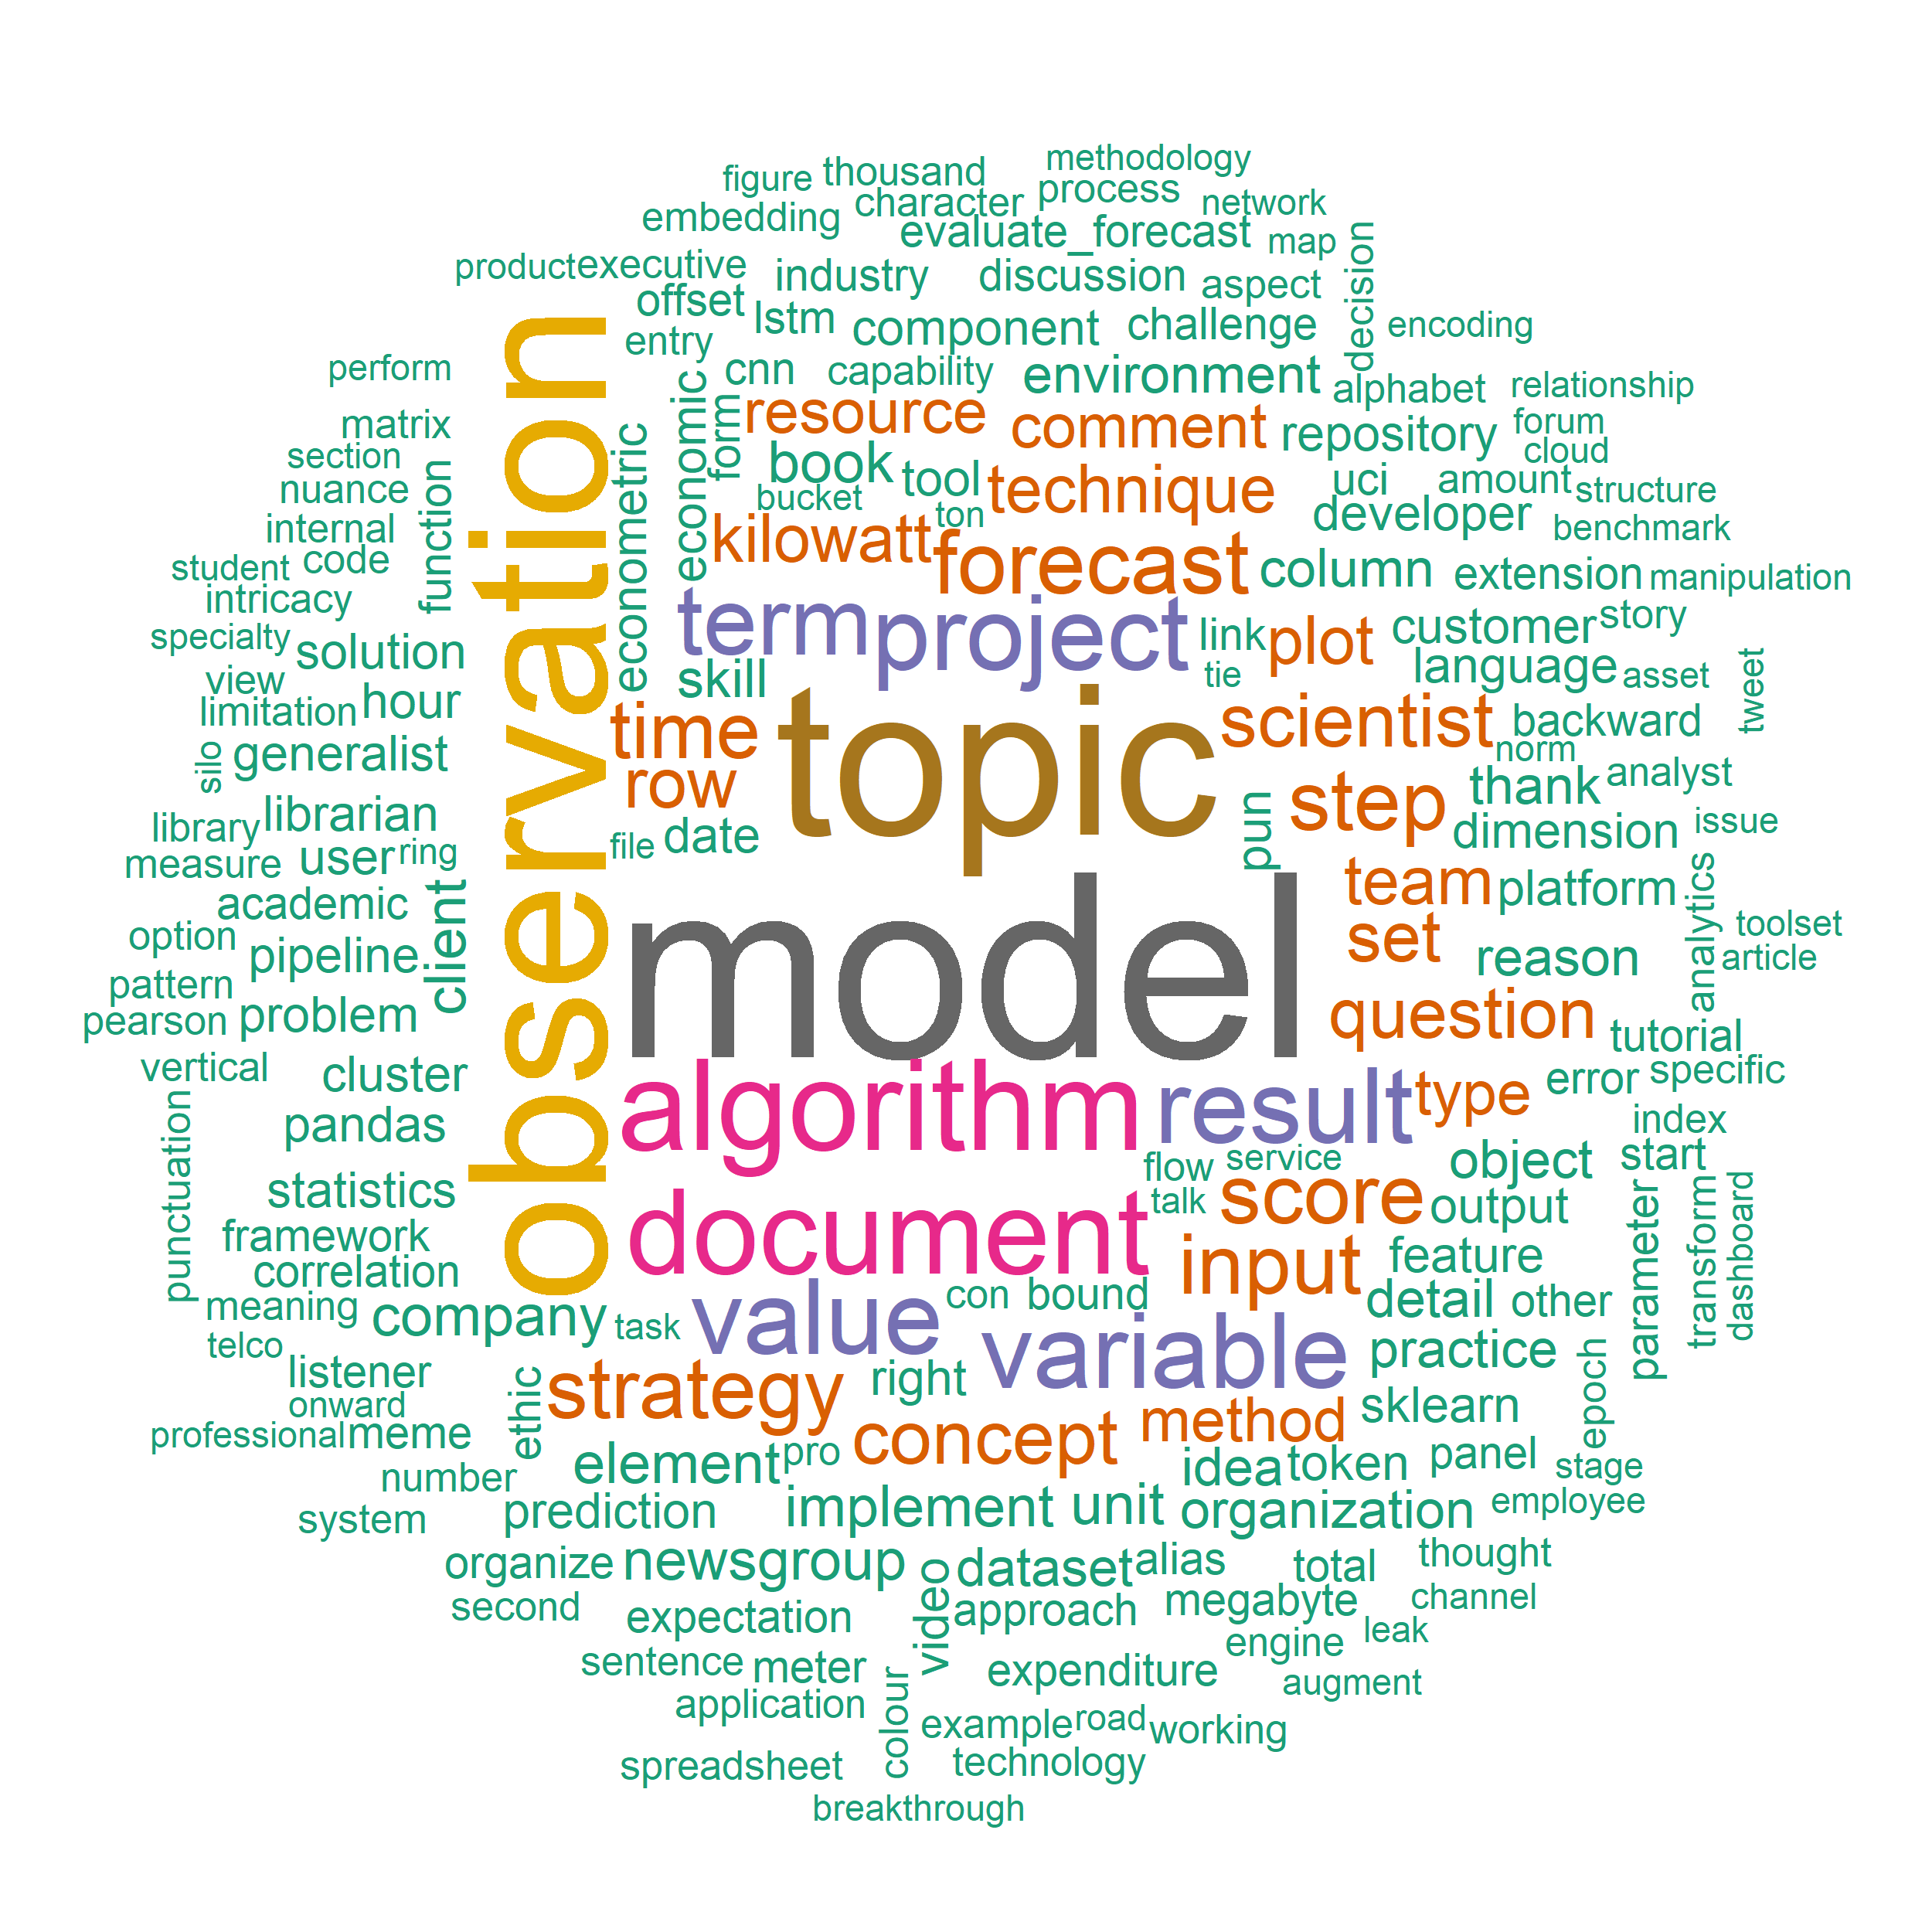 methodology
figure
thousand
process
character
network
embedding
evaluate_forecast
map
decision
product
executive
industry
discussion
aspect
offset
lstm
component
challenge
encoding
entry
perform
cnn
capability
environment
alphabet
relationship
observation
economic
form
resource
comment
repository
forum
cloud
matrix
section
nuance
function
econometric
book
tool
technique
uci
amount
structure
bucket
ton
developer
benchmark
internal
code
student
intricacy
kilowatt
forecast
column
extension
manipulation
specialty
solution
term
project
link
plot
customer
story
view
skill
tie
language
asset
tweet
limitation
hour
time
topic
scientist
backward
norm
silo
generalist
row
step
thank
analyst
library
librarian
file
date
pun
dimension
issue
measure
user
ring
academic
client
model
team
platform
analytics
toolset
option
pipeline
set
reason
article
pattern
pearson
problem
question
tutorial
vertical
cluster
algorithm
result
type
error
specific
pandas
index
punctuation
statistics
flow
service
object
start
document
talk
score
output
parameter
transform
dashboard
framework
correlation
input
feature
meaning
company
task
value
con
bound
detail
other
telco
variable
listener
ethic
strategy
right
practice
epoch
onward
professional
meme
concept
method
sklearn
number
element
pro
idea
token
panel
stage
system
prediction
implement
unit
organization
employee
organize
newsgroup
video
dataset
alias
total
thought
second
expectation
approach
megabyte
channel
sentence
meter
expenditure
engine
leak
application
colour
augment
example
road
working
spreadsheet
technology
breakthrough